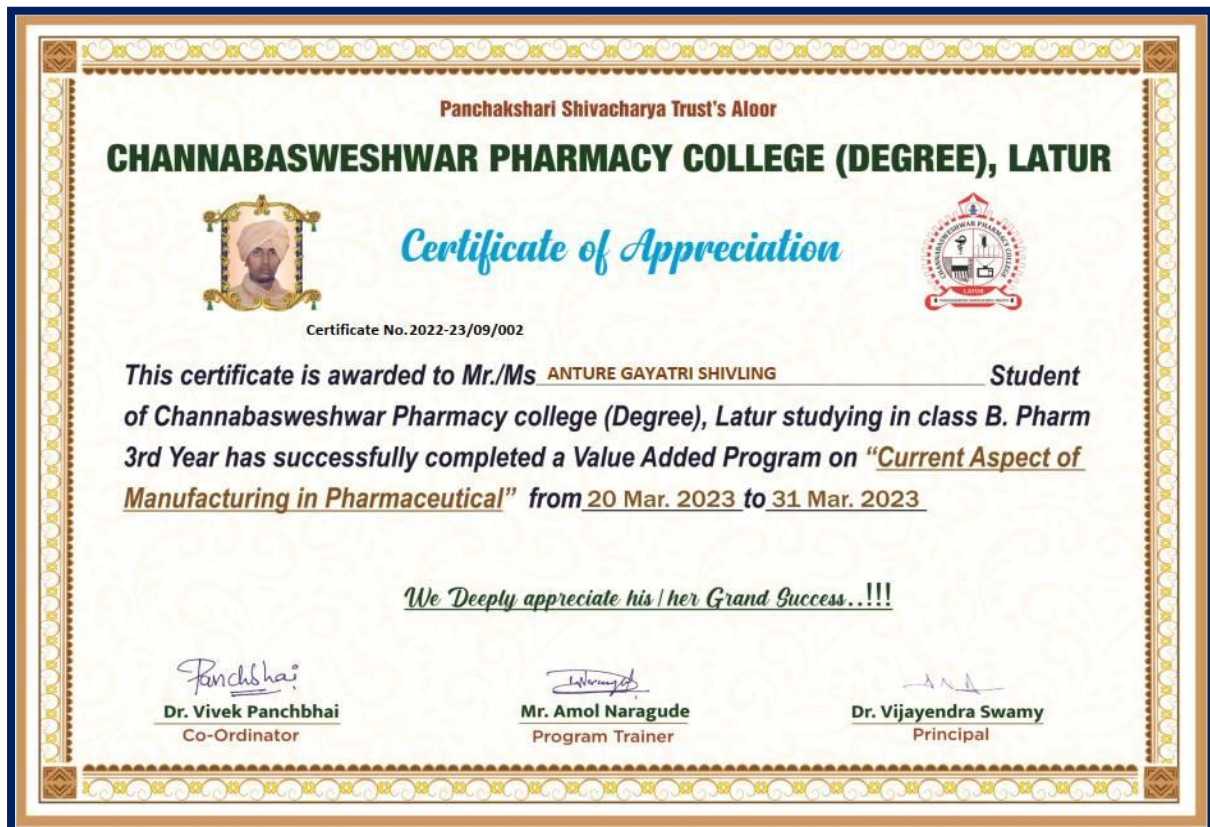 Panchakshari Shivacharya Trust's Aloor
CHANNABASWESHWAR PHARMACY COLLEGE (DEGREE), LATUR
Certificate of Appreciation
CHANNABASWESHWAR PHARMACY COLLEGE
LATUR
Certificate No.2022-23/09/002
This certificate is awarded to Mr./Ms ANTURE GAYATRI SHIVLING Student
of Channabasweshwar Pharmacy college (Degree), Latur studying in class B. Pharm
3rd Year has successfully completed a Value Added Program on “Current Aspect of
Manufacturing in Pharmaceutical” from 20 Mar. 2023 to 31 Mar. 2023
We Deeply appreciate his / her Grand Success..!!!
Panchbhai
Dr. Vivek Panchbhai Mr. Amol Naragude Dr. Vijayendra Swamy
Co-Ordinator Program Trainer Principal